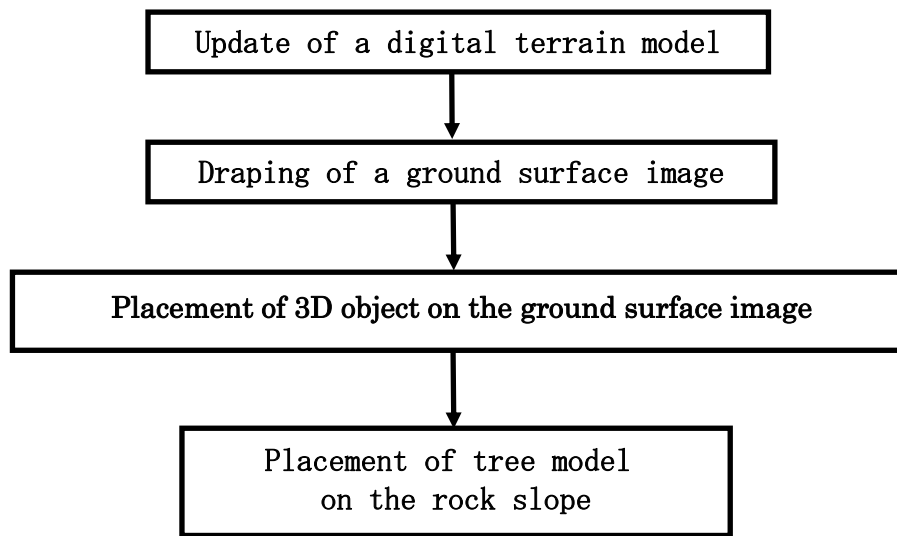 Update of a digital terrain model
Draping of a ground surface image
Placement of 3D object on the ground surface image
Placement of tree model
on the rock slope